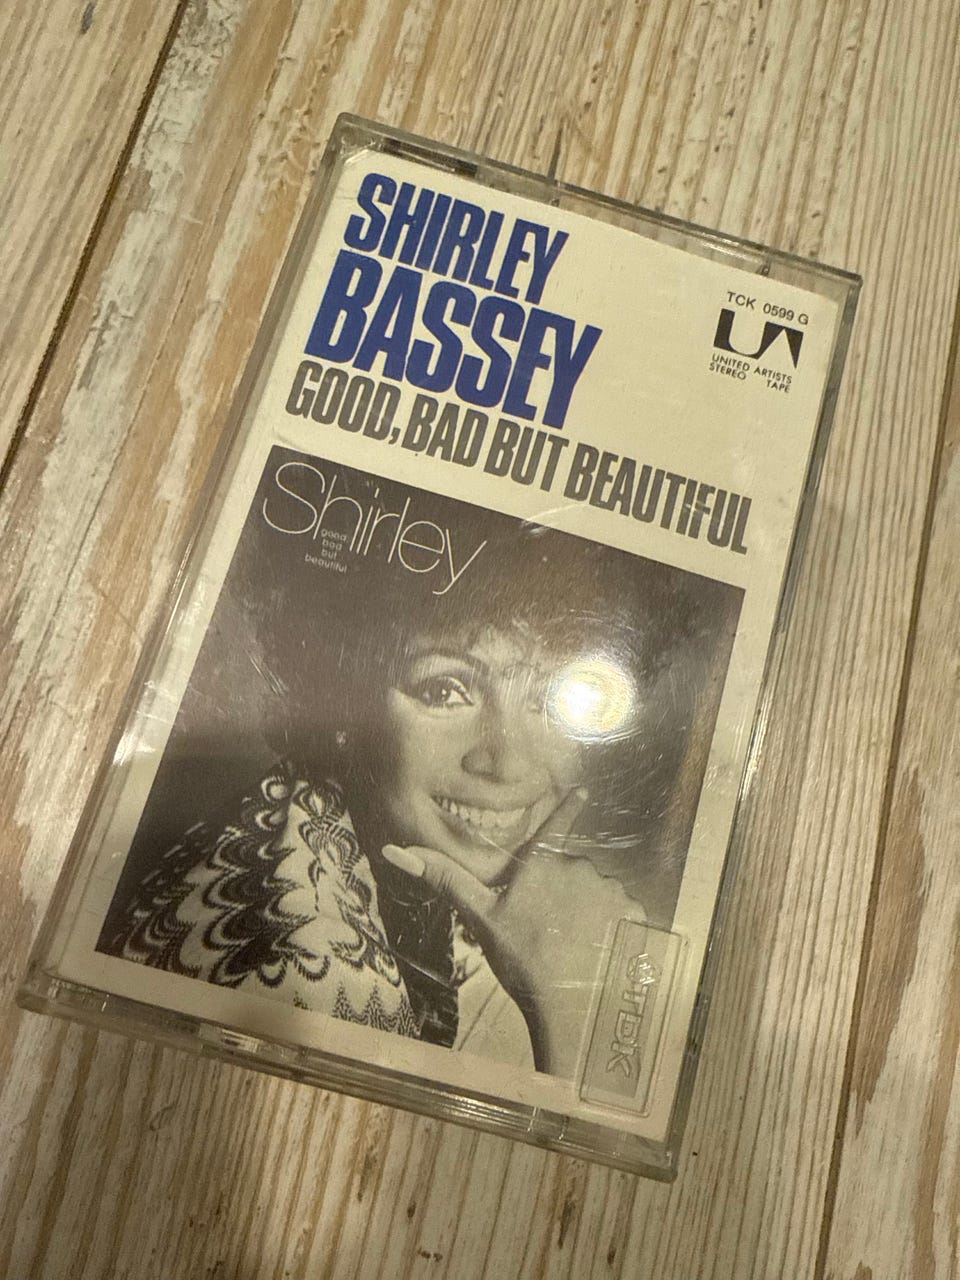 SHIRLEY
BASSEY
GOOD, BAD BUT BEAUTIFUL
TCK 0599 G
UA
UNITED ARTISTS
STEREO TAPE
Shirley
good,
bad
but
beautiful
TDK